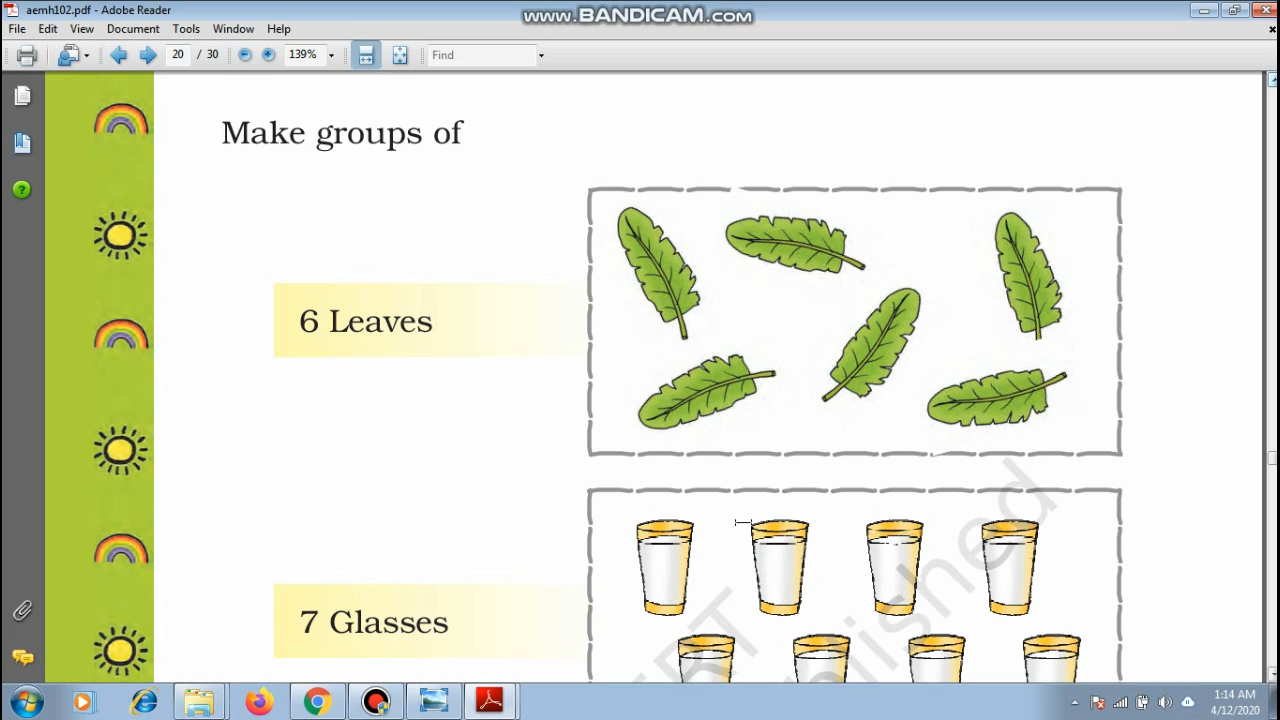 aemh102.pdf - Adobe Reader
www.BANDICAM.com
File Edit View Document Tools Window Help
20 / 30 139% Find
Make groups of
6 Leaves
7 Glasses
1:14 AM
4/12/2020